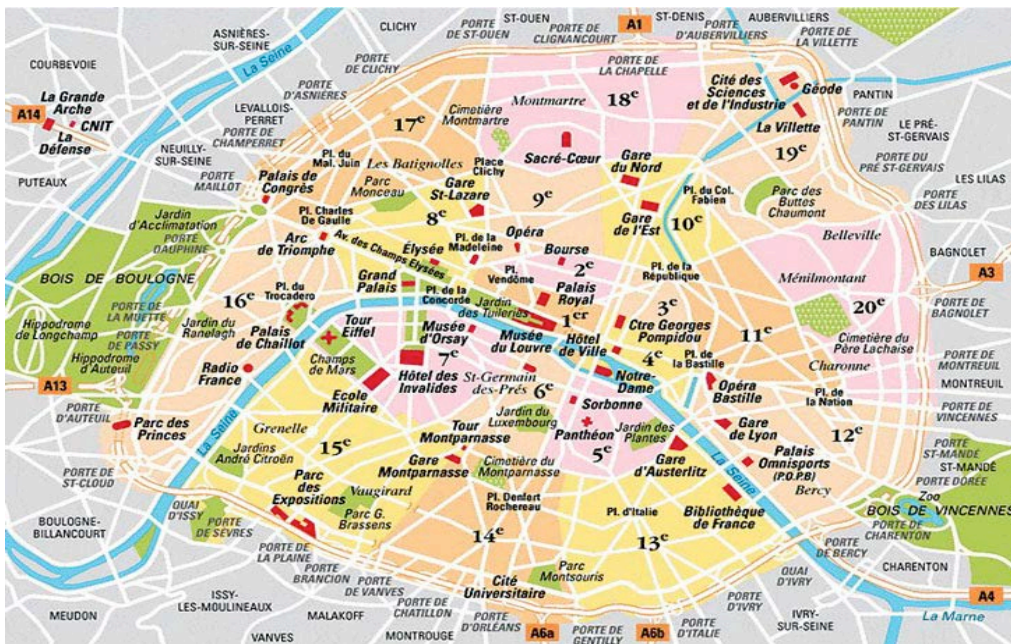 ST-OUEN
ST-DENIS
AUBERVILLIERS
A1
CLICHY
PORTE
DE ST-OUEN
PORTE DE
CLIGNANCOURT
PORTE
D'AUBERVILLIERS
PORTE DE
LA VILLETTE
ASNIÈRES-
SUR-SEINE
La Seine
PORTE
DE CLICHY
PORTE DE
LA CHAPELLE
COURBEVOIE
PORTE
D'ASNIÈRES
Cité des
Sciences
et de l'Industrie
Géode
PANTIN
La Grande
Arche
A14
CNIT
La
Défense
LEVALLOIS-
PERRET
PORTE DE
CHAMPERRET
17e
Cimetière
Montmartre
Montmartre
18e
La Villette
PORTE DE
PANTIN
LE PRÉ-
ST-GERVAIS
NEUILLY-
SUR-SEINE
PUTEAUX
Pl. du
Mal. Juin
Les Batignolles
Place
Clichy
Sacré-Cœur
Gare
du Nord
19e
PORTE DU
PRÉ ST-GERVAIS
PORTE
MAILLOT
Palais de
Congrès
Parc
Monceau
Gare
St-Lazare
9e
Pl. du Col.
Fabien
LES LILAS
Parc des
Buttes
Chaumont
PORTE
DES LILAS
Jardin
d'Acclimatation
Pl. Charles
De Gaulle
8e
Gare
de l'Est
10e
Belleville
PORTE
DAUPHINE
Arc
de Triomphe
Av. des Champs Elysées
Élysée
Pl. de la
Madeleine
Opéra
Bourse
BAGNOLET
BOIS DE BOULOGNE
Grand
Palais
Pl.
Vendôme
2e
Pl. de la
République
Ménilmontant
A3
16e
Pl. du
Trocadero
Pl. de la
Concorde
Jardin des
Tuileries
Palais
Royal
3e
20e
PORTE DE
BAGNOLET
PORTE DE
LA MUETTE
Hippodrome
de Longchamp
PORTE
DE PASSY
Jardin du
Ranelagh
Palais
de Chaillot
Tour
Eiffel
Musée
d'Orsay
1er
Musée
du Louvre
Hôtel
de Ville
Ctre Georges
Pompidou
11e
Cimetière du
Père Lachaise
Hippodrome
d'Auteuil
Champs
de Mars
7e
Hôtel des
Invalides
St-Germain
des-Prés
4e
Pl. de
la Bastille
Charonne
PORTE DE
MONTREUIL
A13
Radio
France
Ecole
Militaire
6e
Notre-
Dame
Opéra
Bastille
Pl. de
la Nation
MONTREUIL
PORTE
D'AUTEUIL
Parc des
Princes
La Seine
Grenelle
Tour
Montparnasse
Jardin du
Luxembourg
Sorbonne
Panthéon
Jardin des
Plantes
Gare
de Lyon
12e
PORTE DE
VINCENNES
15e
Jardins
André Citroën
Gare
Montparnasse
Cimetière du
Montparnasse
5e
Gare
d'Austerlitz
Palais
Omnisports
(P.O.P.B)
PORTE DE
ST-MANDÉ
ST-MANDÉ
PORTE DE
ST-CLOUD
Parc
des
Expositions
Vaugirard
Pl. Denfert
Rochereau
La Seine
Bercy
PORTE DORÉE
Zoo
BOIS DE VINCENNES
QUAI
D'ISSY
PORTE
DE SÈVRES
Parc G.
Brassens
Pl. d'Italie
Bibliothèque
de France
BOULOGNE-
BILLANCOURT
PORTE DE
CHARENTON
14e
13e
PORTE DE
LA PLAINE
PORTE
BRANCION
PORTE
DE BERCY
Parc
Montsouris
QUAI
D'IVRY
CHARENTON
ISSY-
LES-MOULINEAUX
PORTE
DE VANVES
Cité
Universitaire
PORTE
D'IVRY
A4
MEUDON
MALAKOFF
PORTE DE
CHATILLON
PORTE
D'ORLÉANS
IVRY-
SUR-SEINE
La Marne
VANVES
MONTROUGE
A6a
PORTE DE
GENTILLY
A6b
PORTE
D'ITALIE